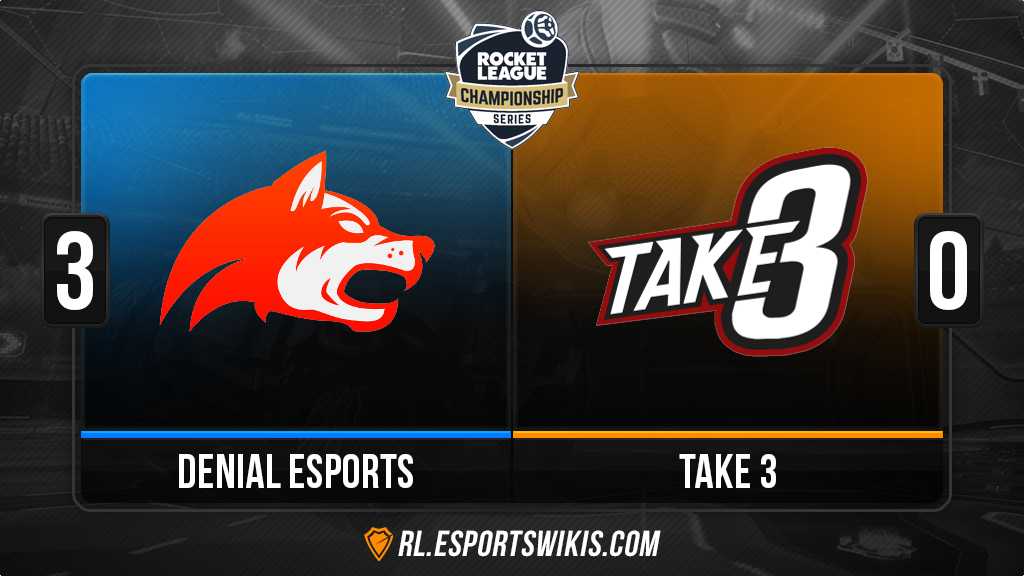 ROCKET
LEAGUE
CHAMPIONSHIP
SERIES
3
TAKE3
0
DENIAL ESPORTS
TAKE 3
RL.ESPORTSWIKIS.COM